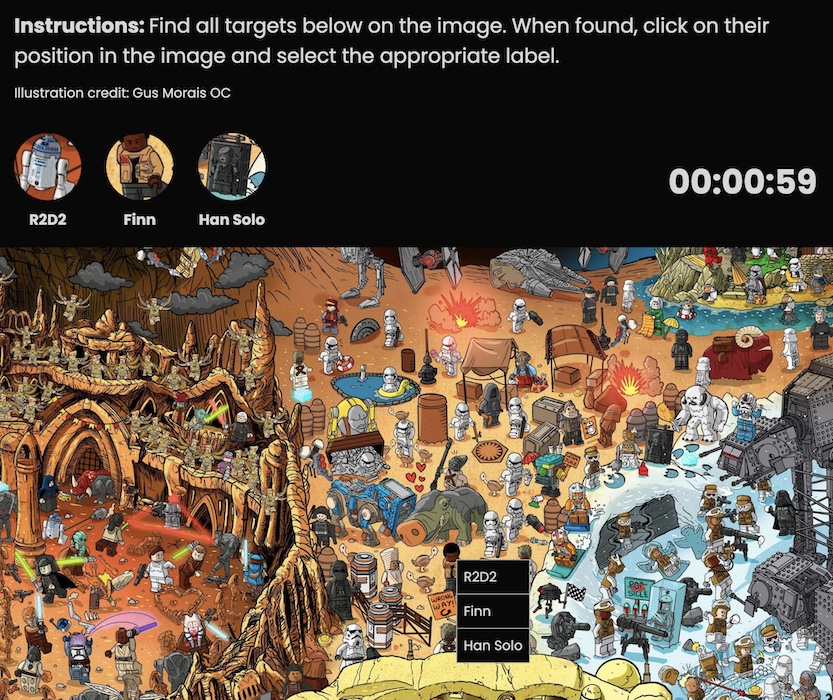 Instructions: Find all targets below on the image. When found, click on their
position in the image and select the appropriate label.
Illustration credit: Gus Morais OC
00:00:59
R2D2 Finn Han Solo
WRONG
WAY!
R2D2
Finn
Han Solo